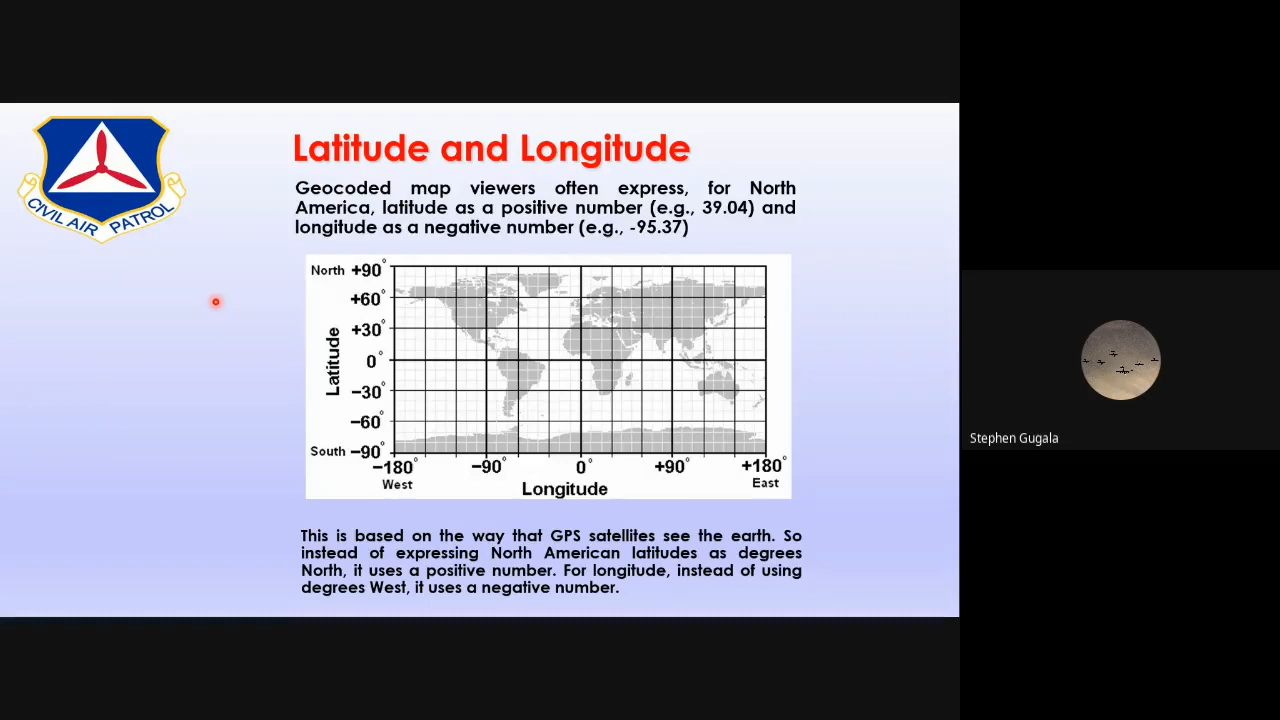 Latitude and Longitude
Geocoded map viewers often express, for North
America, latitude as a positive number (e.g., 39.04) and
longitude as a negative number (e.g., -95.37)
CIVIL AIR PATROL
North +90°
+60°
+30°
0°
−30°
−60°
South −90°
Latitude
−180° −90° 0° +90° +180°
West East
Longitude
Stephen Gugala
This is based on the way that GPS satellites see the earth. So
instead of expressing North American latitudes as degrees
North, it uses a positive number. For longitude, instead of using
degrees West, it uses a negative number.